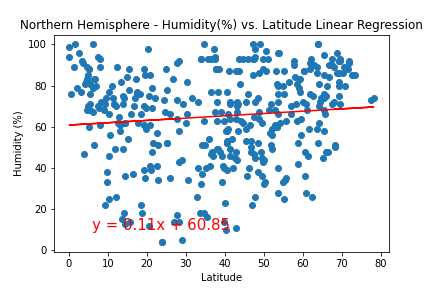 Northern Hemisphere - Humidity(%) vs. Latitude Linear Regression
100
80
60
40
20
0
Humidity (%)
y = 0.11x + 60.85
0 10 20 30 40 50 60 70 80
Latitude